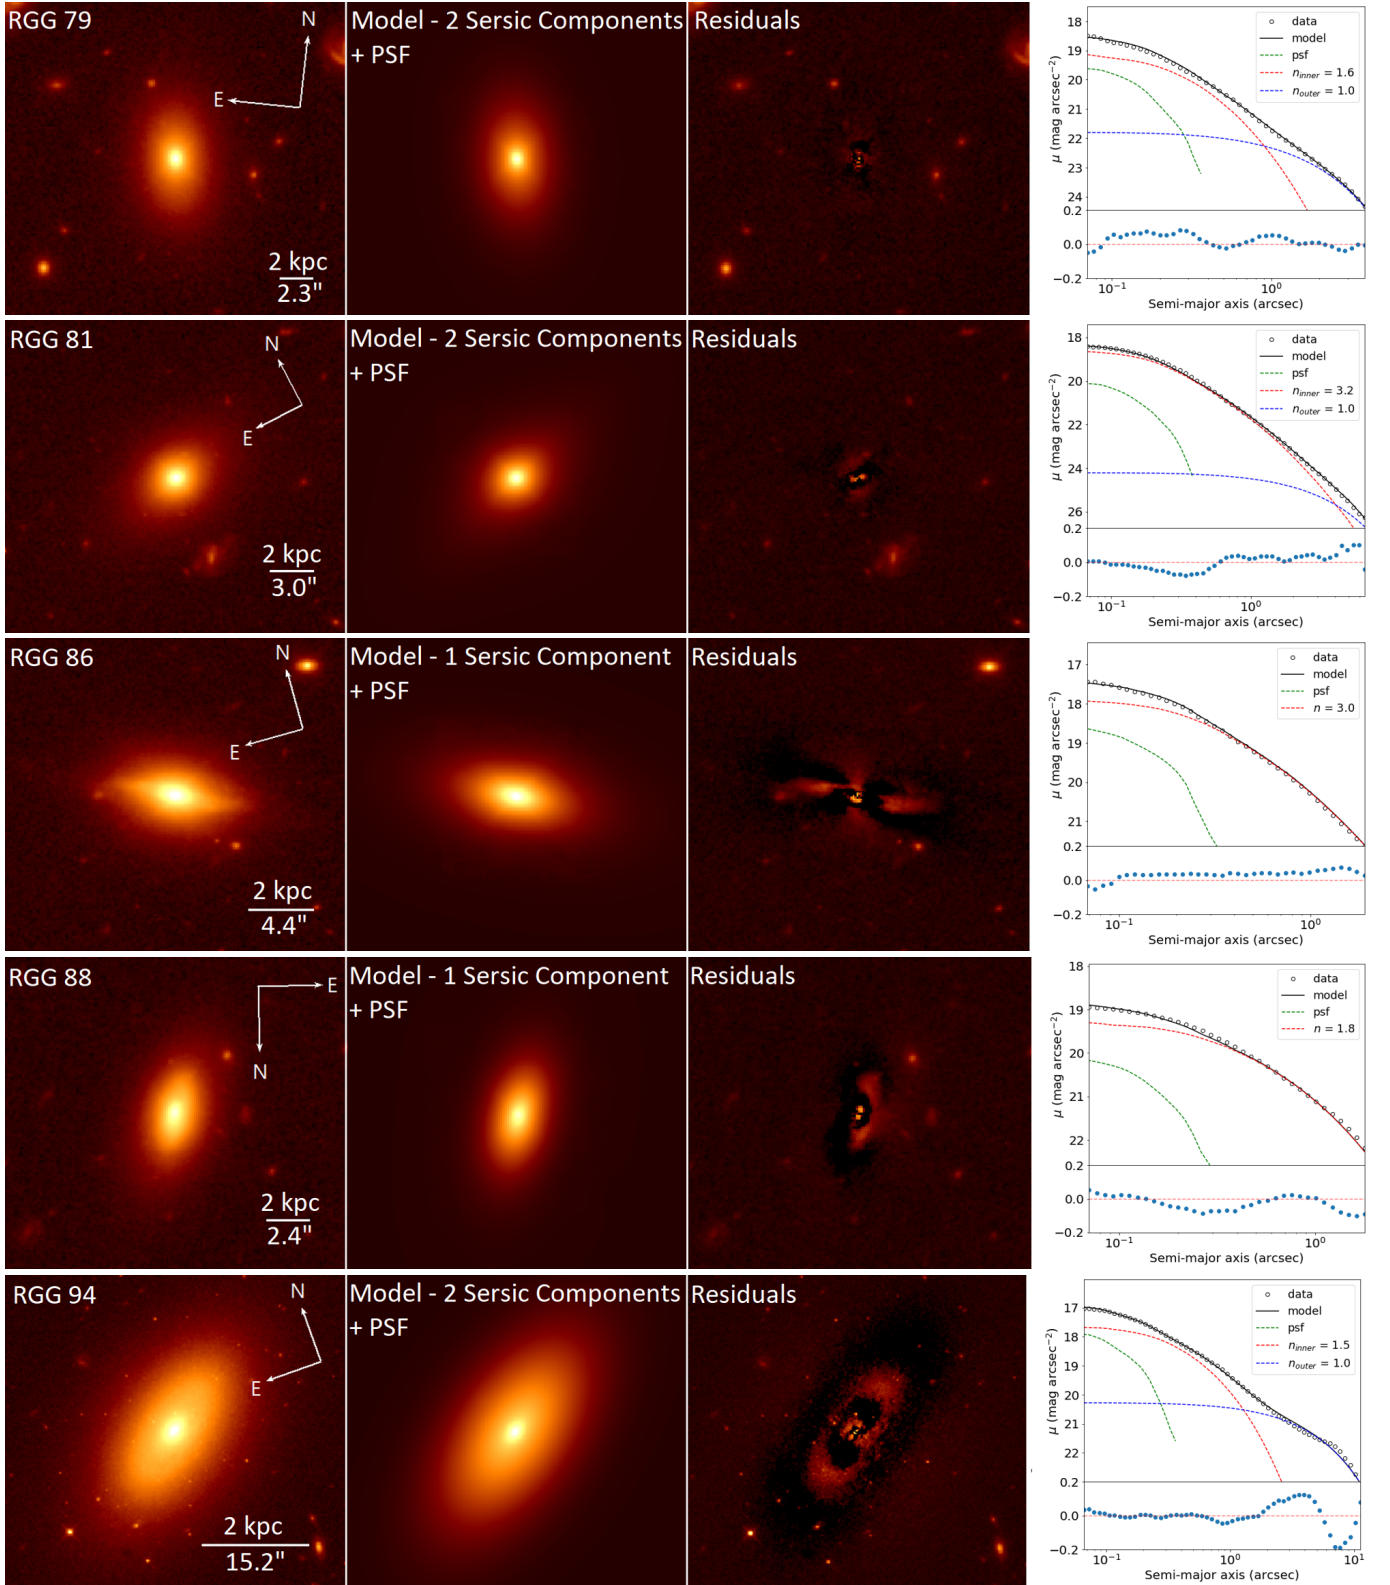 RGG 79
N
E
2 kpc
2.3"
Model - 2 Sersic Components
+ PSF
Residuals
18
19
20
21
22
23
24
0.2
0.0
−0.2
μ (mag arcsec⁻²)
data
model
psf
n_inner = 1.6
n_outer = 1.0
10⁻¹
10⁰
Semi-major axis (arcsec)
RGG 81
N
E
2 kpc
3.0"
Model - 2 Sersic Components
+ PSF
Residuals
18
20
22
24
26
0.2
0.0
−0.2
μ (mag arcsec⁻²)
data
model
psf
n_inner = 3.2
n_outer = 1.0
10⁻¹
10⁰
Semi-major axis (arcsec)
RGG 86
N
E
2 kpc
4.4"
Model - 1 Sersic Component
+ PSF
Residuals
17
18
19
20
21
0.2
0.0
−0.2
μ (mag arcsec⁻²)
data
model
psf
n = 3.0
10⁻¹
10⁰
Semi-major axis (arcsec)
RGG 88
E
N
2 kpc
2.4"
Model - 1 Sersic Component
+ PSF
Residuals
18
19
20
21
22
0.2
0.0
−0.2
μ (mag arcsec⁻²)
data
model
psf
n = 1.8
10⁻¹
10⁰
Semi-major axis (arcsec)
RGG 94
N
E
2 kpc
15.2"
Model - 2 Sersic Components
+ PSF
Residuals
17
18
19
20
21
22
0.2
0.0
−0.2
μ (mag arcsec⁻²)
data
model
psf
n_inner = 1.5
n_outer = 1.0
10⁻¹
10⁰
10¹
Semi-major axis (arcsec)